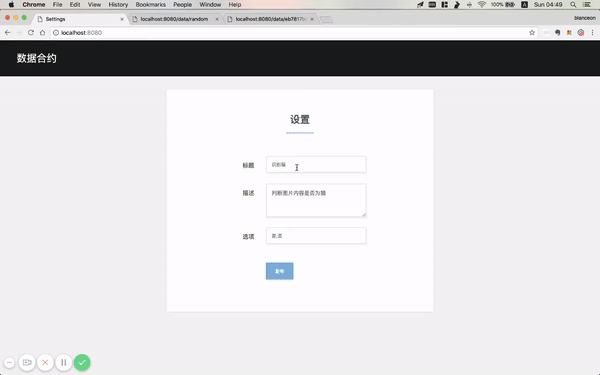 Chrome File Edit View History Bookmarks People Window Help 100% Sun 04:49
blanceon
Settings localhost:8080/data/random localhost:8080/data/eb7817b
localhost:8080
数据合约
设置
标题 识别猫
描述 判断图片内容是否为猫
选项 是,否
发布